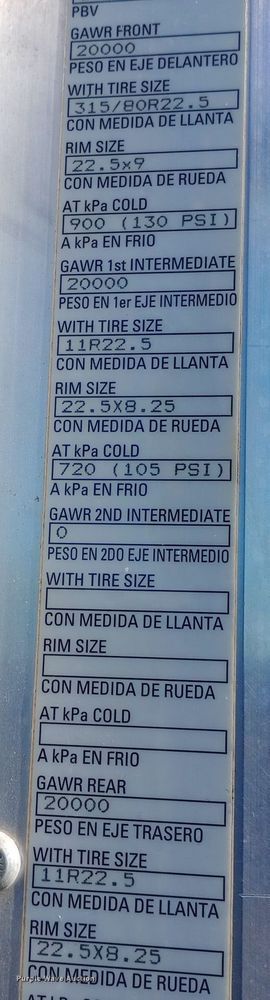 PBV
GAWR FRONT
20000
PESO EN EJE DELANTERO
WITH TIRE SIZE
315/80R22.5
CON MEDIDA DE LLANTA
RIM SIZE
22.5x9
CON MEDIDA DE RUEDA
AT kPa COLD
900 (130 PSI)
A kPa EN FRIO
GAWR 1st INTERMEDIATE
20000
PESO EN 1er EJE INTERMEDIO
WITH TIRE SIZE
11R22.5
CON MEDIDA DE LLANTA
RIM SIZE
22.5X8.25
CON MEDIDA DE RUEDA
AT kPa COLD
720 (105 PSI)
A kPa EN FRIO
GAWR 2ND INTERMEDIATE
0
PESO EN 2DO EJE INTERMEDIO
WITH TIRE SIZE
CON MEDIDA DE LLANTA
RIM SIZE
CON MEDIDA DE RUEDA
AT kPa COLD
A kPa EN FRIO
GAWR REAR
20000
PESO EN EJE TRASERO
WITH TIRE SIZE
11R22.5
CON MEDIDA DE LLANTA
RIM SIZE
22.5X8.25
CON MEDIDA DE RUEDA
Purple Wave Auction